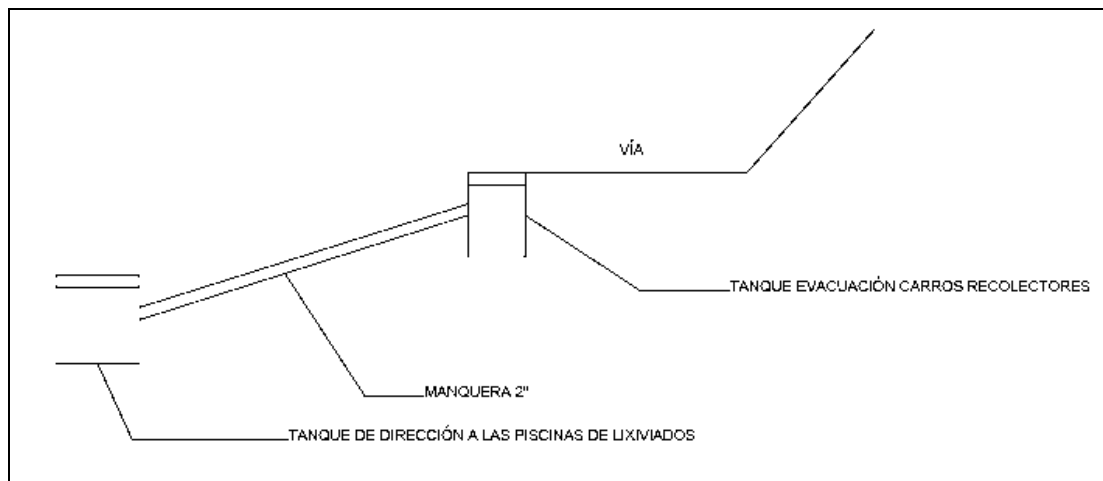 VÍA
TANQUE EVACUACIÓN CARROS RECOLECTORES
MANQUERA 2"
TANQUE DE DIRECCIÓN A LAS PISCINAS DE LIXIVIADOS